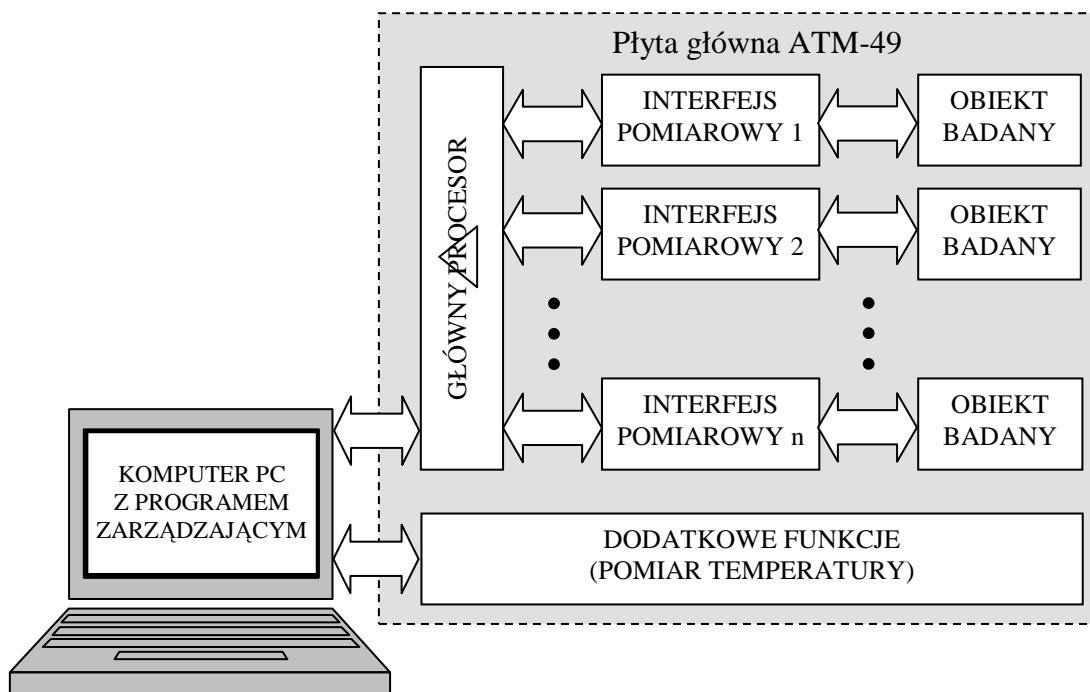 Płyta główna ATM-49
GŁÓWNY PROCESOR
INTERFEJS
POMIAROWY 1
OBIEKT
BADANY
INTERFEJS
POMIAROWY 2
OBIEKT
BADANY
INTERFEJS
POMIAROWY n
OBIEKT
BADANY
KOMPUTER PC
Z PROGRAMEM
ZARZĄDZAJĄCYM
DODATKOWE FUNKCJE
(POMIAR TEMPERATURY)